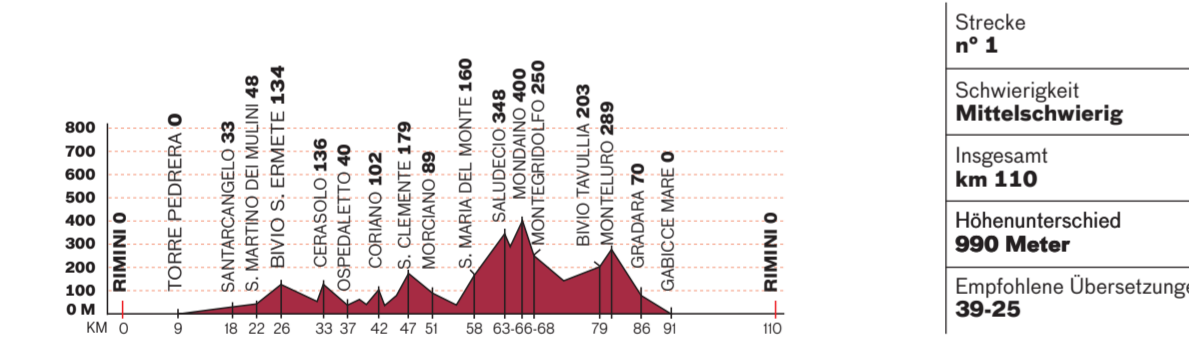 RIMINI 0
TORRE PEDRERA 0
SANTARCANGELO 33
S. MARTINO DEI MULINI 48
BIVIO S. ERMETE 134
CERASOLO 136
OSPEDALETTO 40
CORIANO 102
S. CLEMENTE 179
MORCIANO 89
S. MARIA DEL MONTE 160
SALUDECIO 348
MONDAINO 400
MONTEGRIDOLFO 250
BIVIO TAVULLIA 203
MONTELURO 289
GRADARA 70
GABICCE MARE 0
RIMINI 0
800
700
600
500
400
300
200
100
0 M
KM 0 9 18 22 26 33 37 42 47 51 58 63-66-68 79 86 91 110
Strecke
n° 1
Schwierigkeit
Mittelschwierig
Insgesamt
km 110
Höhenunterschied
990 Meter
Empfohlene
39-25